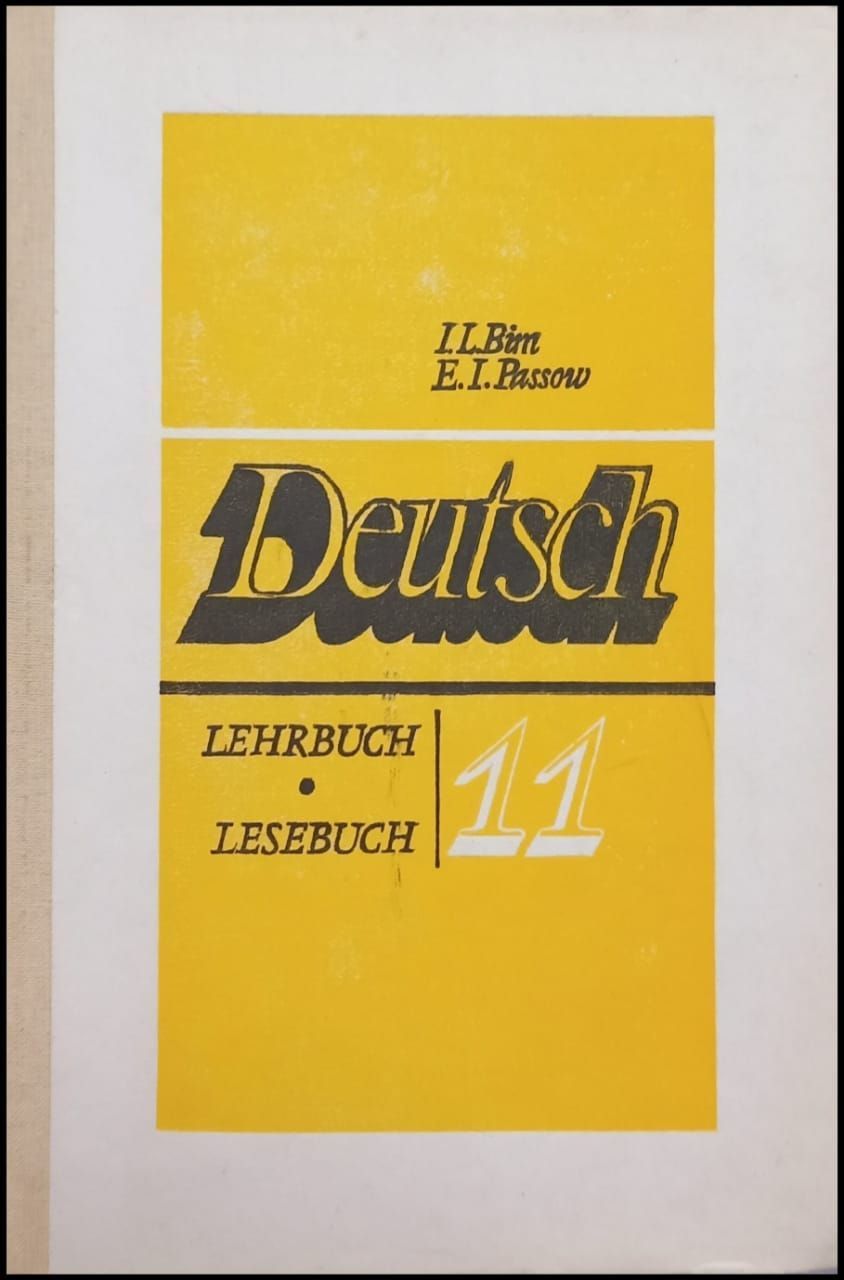 I.L.Bim
E.I.Passow
Deutsch
LEHRBUCH
•
LESEBUCH
11